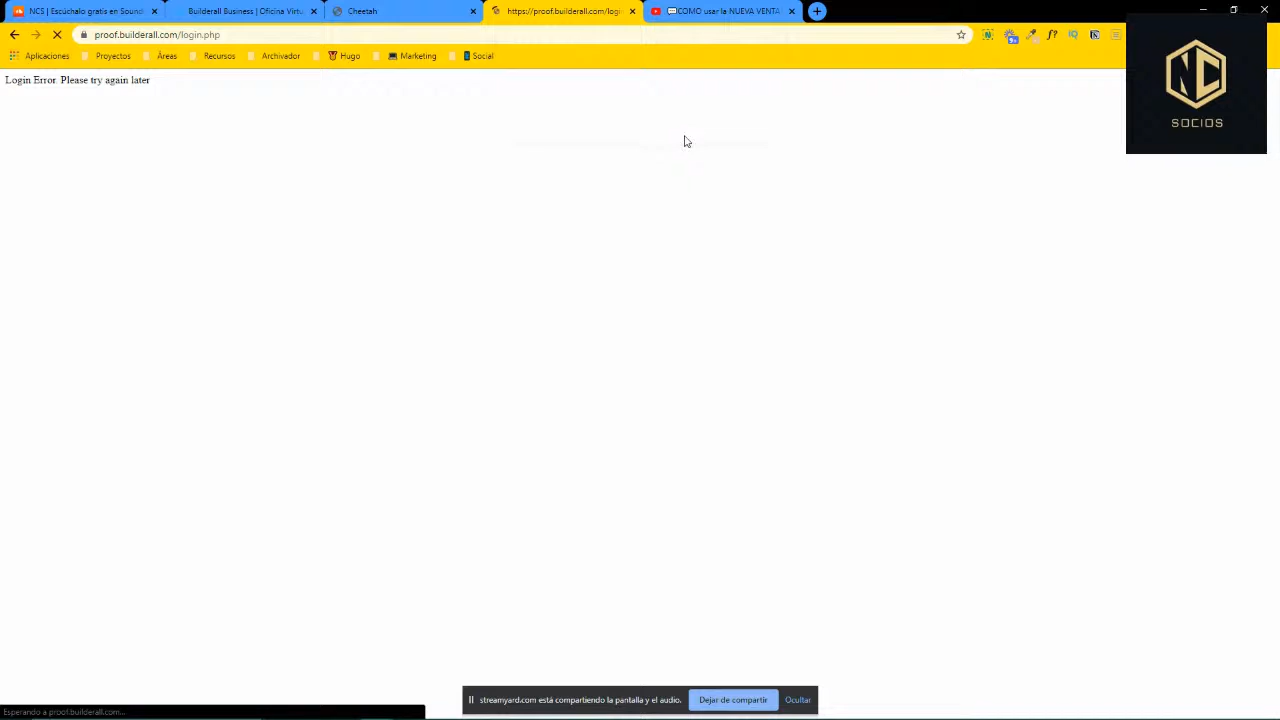 NCS | Escúchalo gratis en Sound
Builderall Business | Oficina Virtu
Cheetah
https://proof.builderall.com/logi
COMO usar la NUEVA VENTA
proof.builderall.com/login.php
Aplicaciones
Proyectos
Áreas
Recursos
Archivador
Hugo
Marketing
Social
Login Error. Please try again later
NC
SOCIOS
streamyard.com está compartiendo la pantalla y el audio.
Dejar de compartir
Ocultar
Esperando a proof.builderall.com...